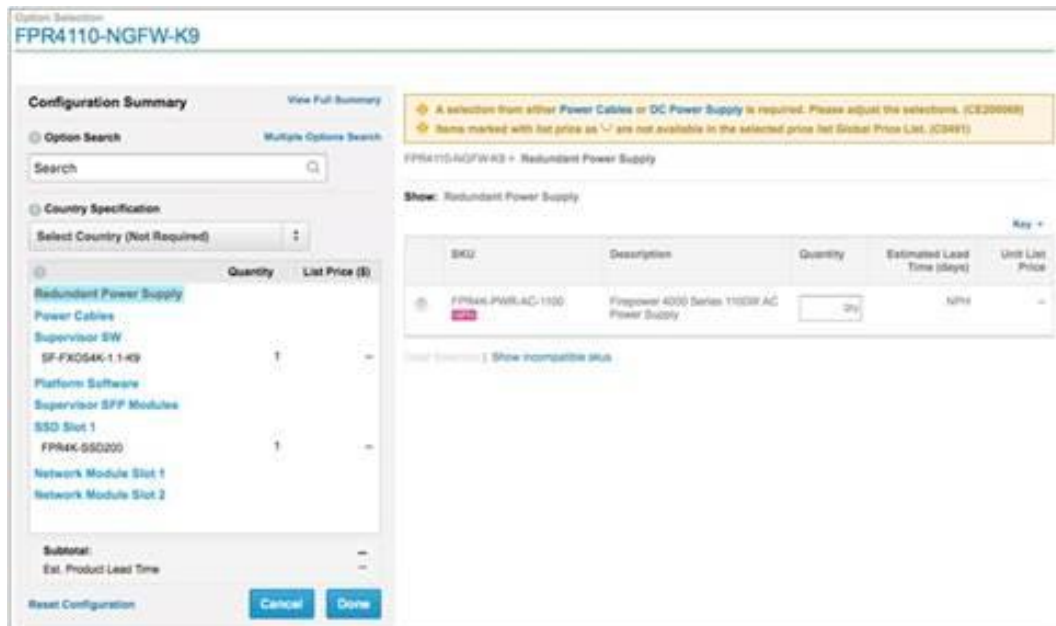 Option Selection
FPR4110-NGFW-K9
Configuration Summary
View Full Summary
Option Search
Multiple Options Search
Search
Country Specification
Select Country (Not Required)
Quantity List Price ($)
Redundant Power Supply
Power Cables
Supervisor SW
SF-FXOS4K-1.1-K9 1 --
Platform Software
Supervisor SFP Modules
SSD Slot 1
FPR4K-SSD200 1 --
Network Module Slot 1
Network Module Slot 2
Subtotal: --
Est. Product Lead Time --
Reset Configuration
Cancel
Done
A selection from either Power Cables or DC Power Supply is required. Please adjust the selections. (CE200069)
Items marked with list price as '--' are not available in the selected price list Global Price List. (CS491)
FPR4110-NGFW-K9 > Redundant Power Supply
Show: Redundant Power Supply
Key
SKU Description Quantity Estimated Lead Time (days) Unit List Price
FPR4K-PWR-AC-1100 Firepower 4000 Series 1100W AC Power Supply Qty NPH --
NPH
Show incompatible skus